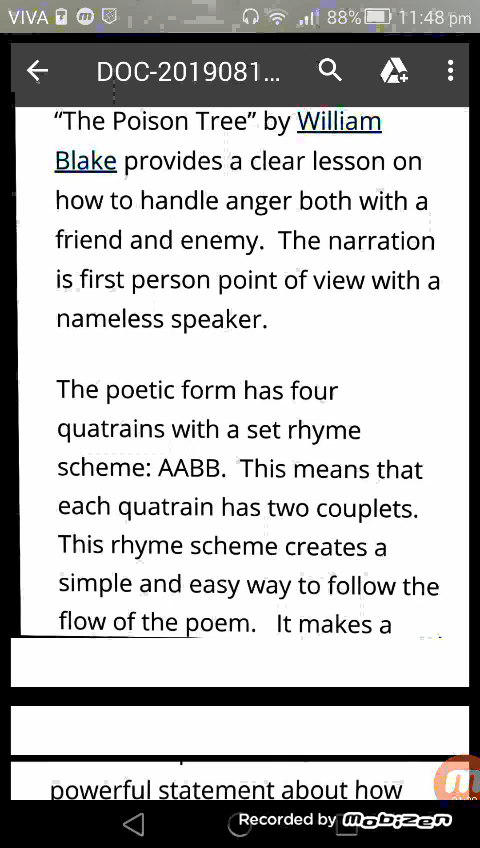 VIVA 88% 11:48 pm
DOC-2019081...
“The Poison Tree” by William
Blake provides a clear lesson on
how to handle anger both with a
friend and enemy. The narration
is first person point of view with a
nameless speaker.
The poetic form has four
quatrains with a set rhyme
scheme: AABB. This means that
each quatrain has two couplets.
This rhyme scheme creates a
simple and easy way to follow the
flow of the poem. It makes a
powerful statement about how
Recorded by mobizen